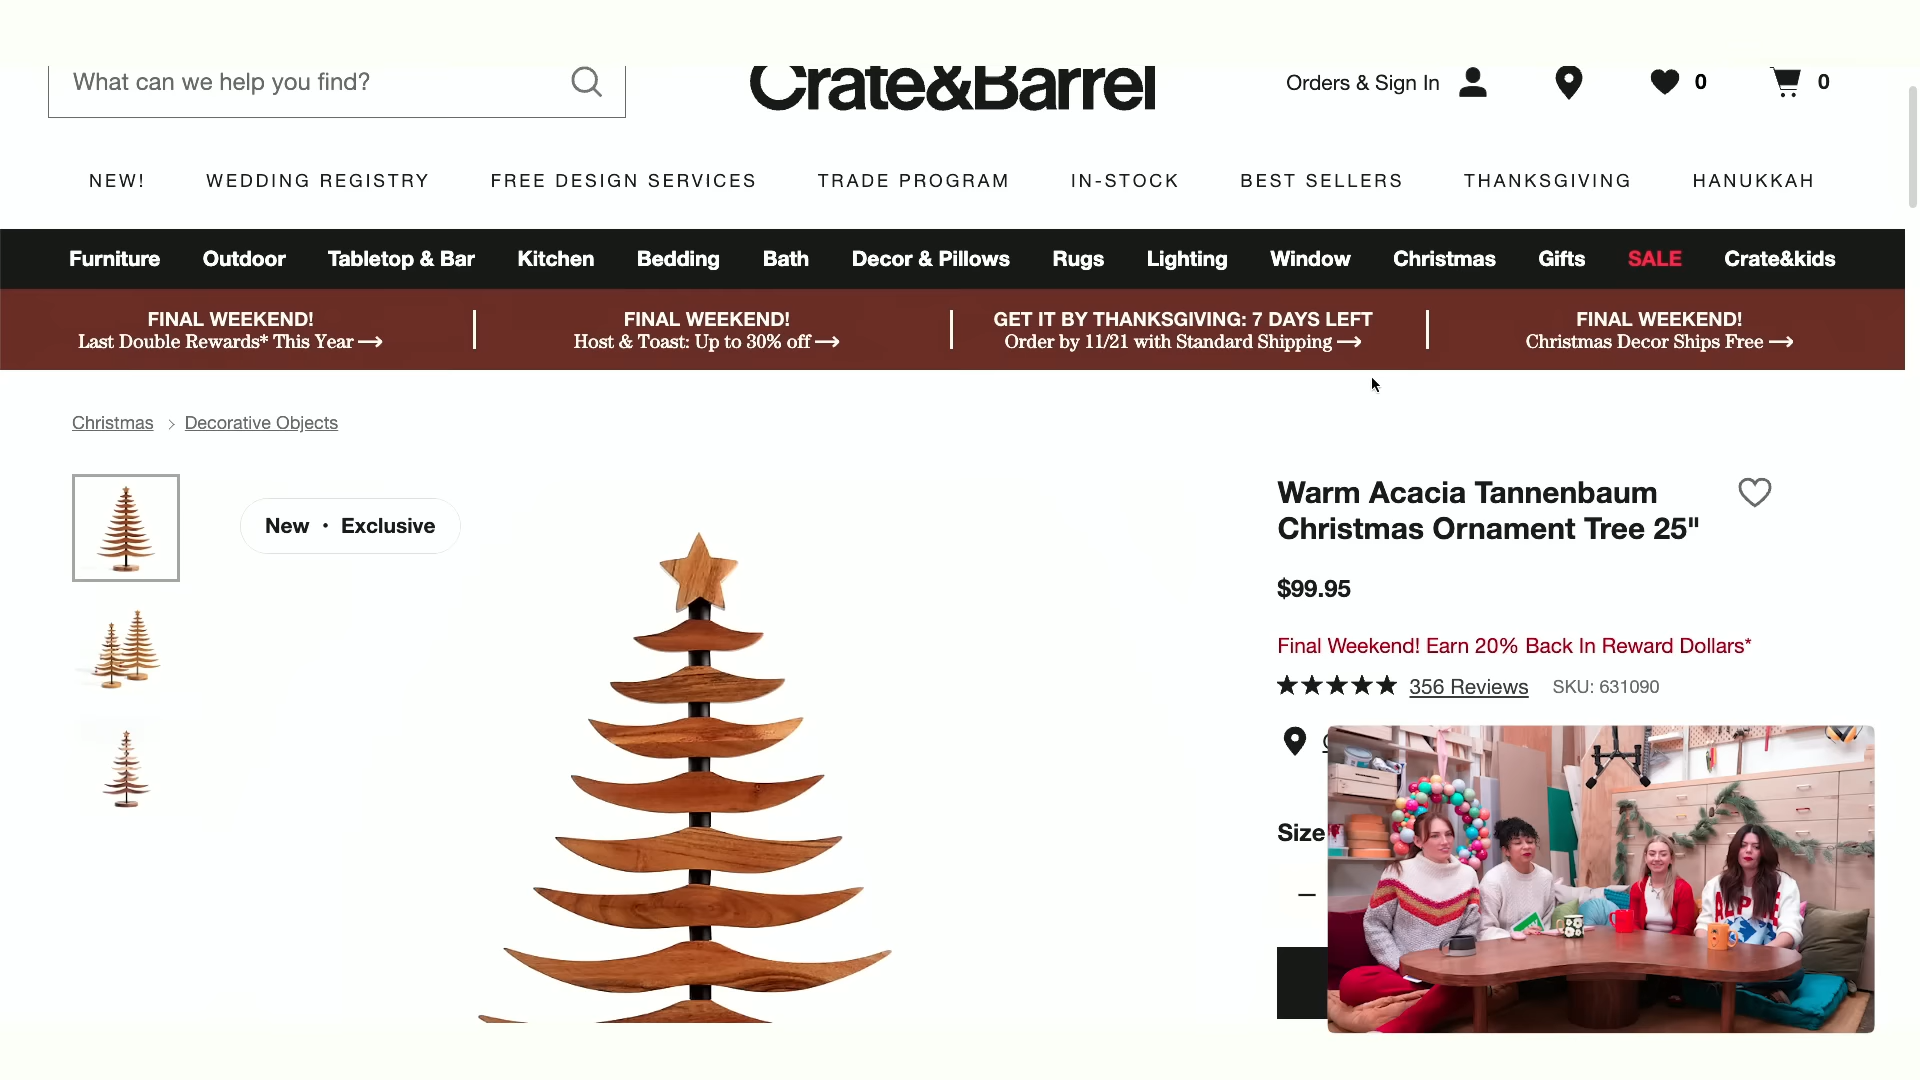 What can we help you find?
Crate&Barrel
Orders & Sign In
0
0
NEW!
WEDDING REGISTRY
FREE DESIGN SERVICES
TRADE PROGRAM
IN-STOCK
BEST SELLERS
THANKSGIVING
HANUKKAH
Furniture
Outdoor
Tabletop & Bar
Kitchen
Bedding
Bath
Decor & Pillows
Rugs
Lighting
Window
Christmas
Gifts
SALE
Crate&kids
FINAL WEEKEND!
Last Double Rewards* This Year →
FINAL WEEKEND!
Host & Toast: Up to 30% off →
GET IT BY THANKSGIVING: 7 DAYS LEFT
Order by 11/21 with Standard Shipping →
FINAL WEEKEND!
Christmas Decor Ships Free →
Christmas > Decorative Objects
New • Exclusive
Warm Acacia Tannenbaum
Christmas Ornament Tree 25"
$99.95
Final Weekend! Earn 20% Back In Reward Dollars*
356 Reviews
SKU: 631090
Size